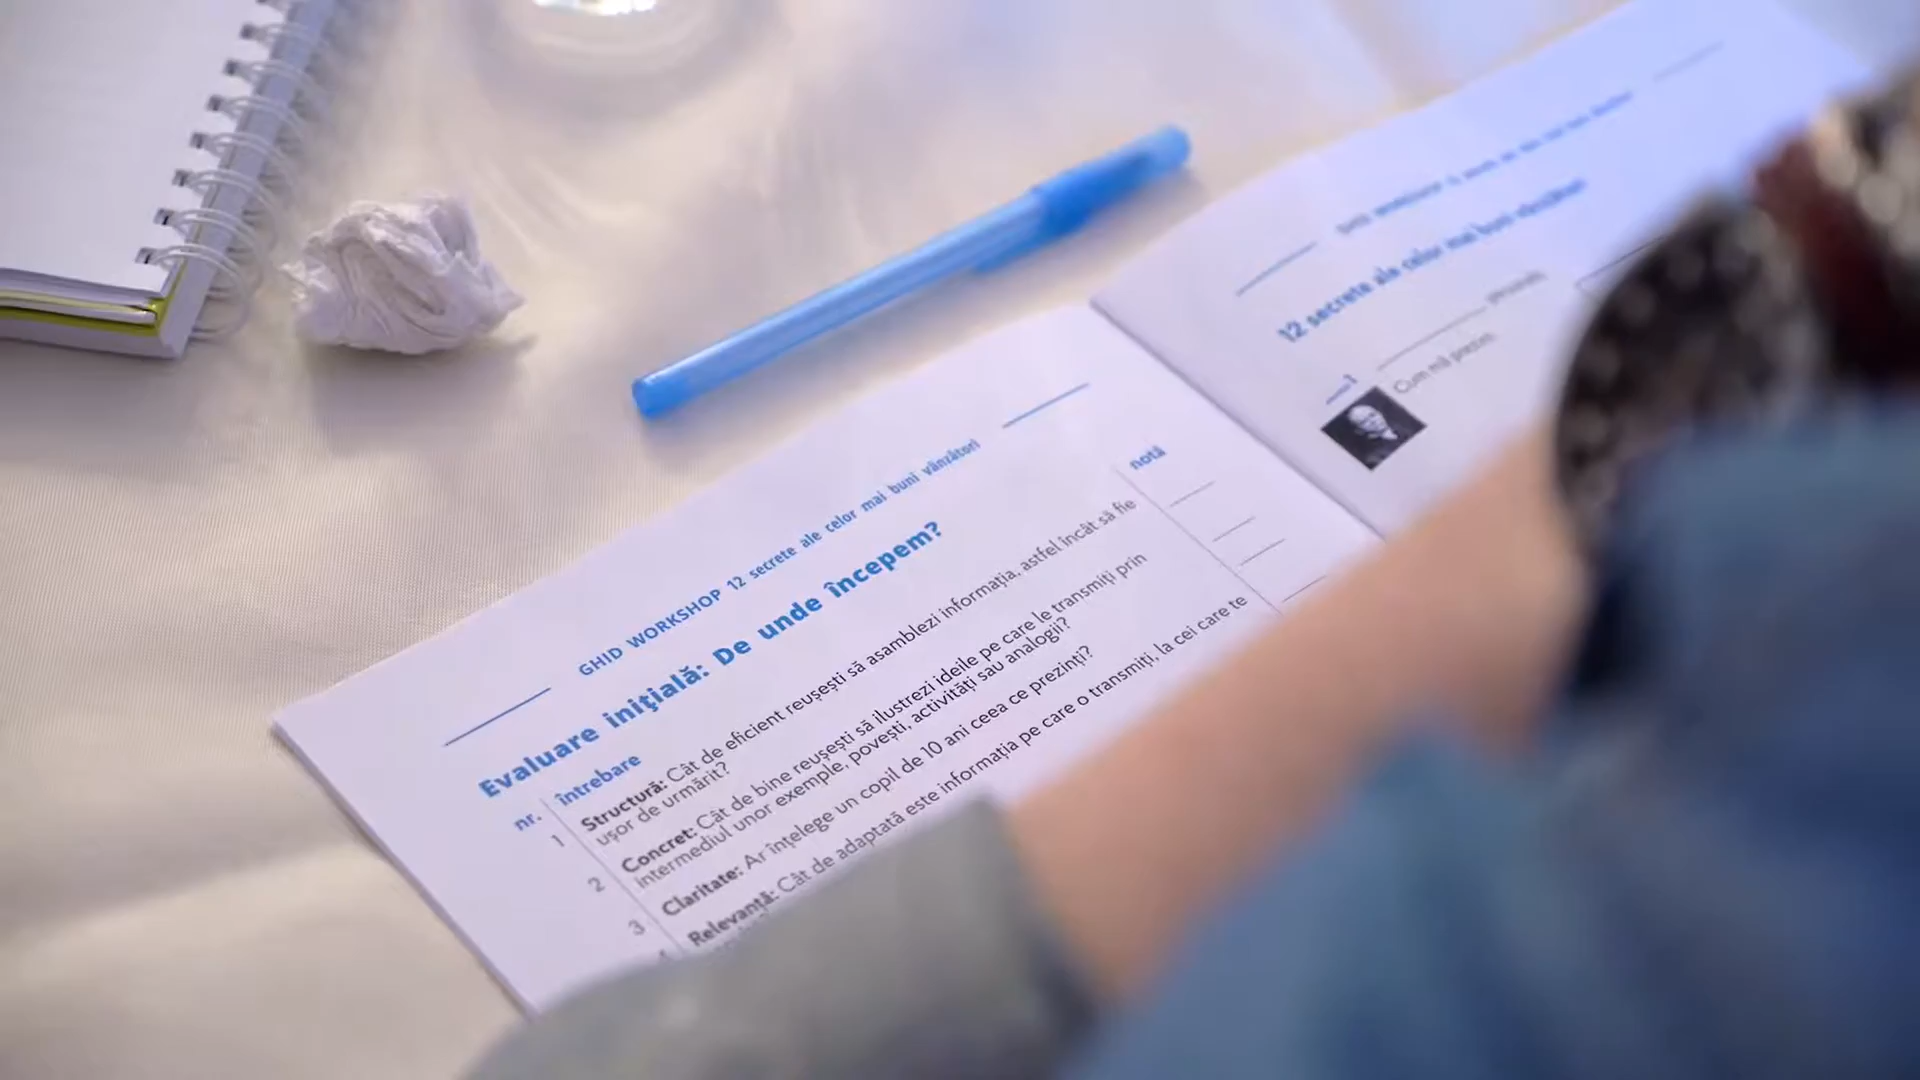 GHID WORKSHOP 12 secrete ale celor mai buni vânzători
Evaluare iniţială: De unde începem?
nr. întrebare notă
1 Structură: Cât de eficient reușești să asamblezi informația, astfel încât să fie
ușor de urmărit?
2 Concret: Cât de bine reușești să ilustrezi ideile pe care le transmiți prin
intermediul unor exemple, povești, activități sau analogii?
3 Claritate: Ar înțelege un copil de 10 ani ceea ce prezinți?
Relevanță: Cât de adaptată este informația pe care o transmiți, la cei care te
12 secrete ale celor mai buni vânzători
Cum mă prezint